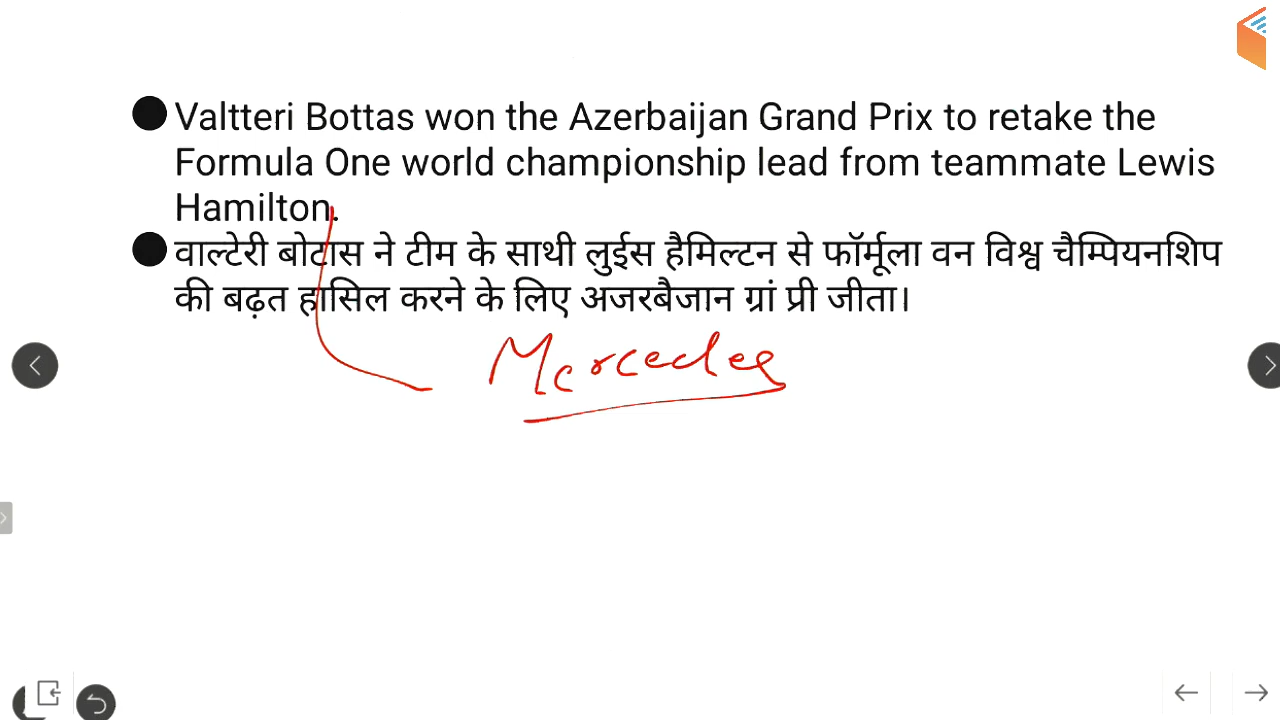 Valtteri Bottas won the Azerbaijan Grand Prix to retake the
Formula One world championship lead from teammate Lewis
Hamilton.
वाल्टेरी बोटास ने टीम के साथी लुईस हैमिल्टन से फॉर्मूला वन विश्व चैम्पियनशिप
की बढ़त हासिल करने के लिए अजरबैजान ग्रां प्री जीता।
Mercedes